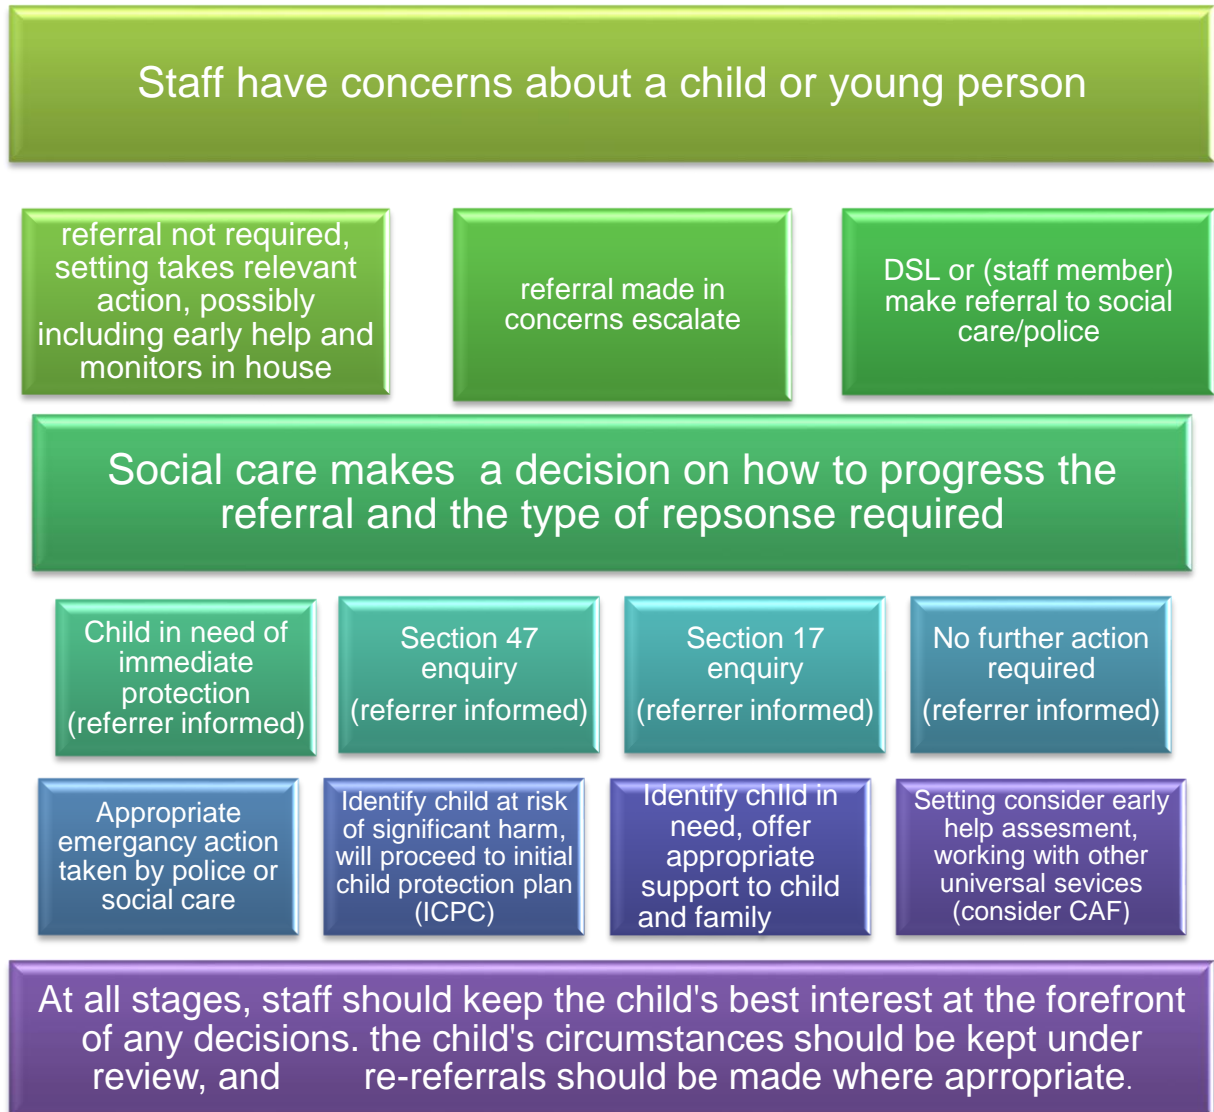 Staff have concerns about a child or young person
referral not required,
setting takes relevant
action, possibly
including early help and
monitors in house
referral made in
concerns escalate
DSL or (staff member)
make referral to social
care/police
Social care makes  a decision on how to progress the
referral and the type of repsonse required
Child in need of
immediate
protection
(referrer informed)
Section 47
enquiry
(referrer informed)
Section 17
enquiry
(referrer informed)
No further action
required
(referrer informed)
Appropriate
emergancy action
taken by police or
social care
Identify child at risk
of significant harm,
will proceed to initial
child protection plan
(ICPC)
Identify chIld in
need, offer
appropriate
support to child
and family
Setting consider early
help assesment,
working with other
universal sevices
(consider CAF)
At all stages, staff should keep the child's best interest at the forefront
of any decisions. the child's circumstances should be kept under
review, and        re-referrals should be made where aprropriate.